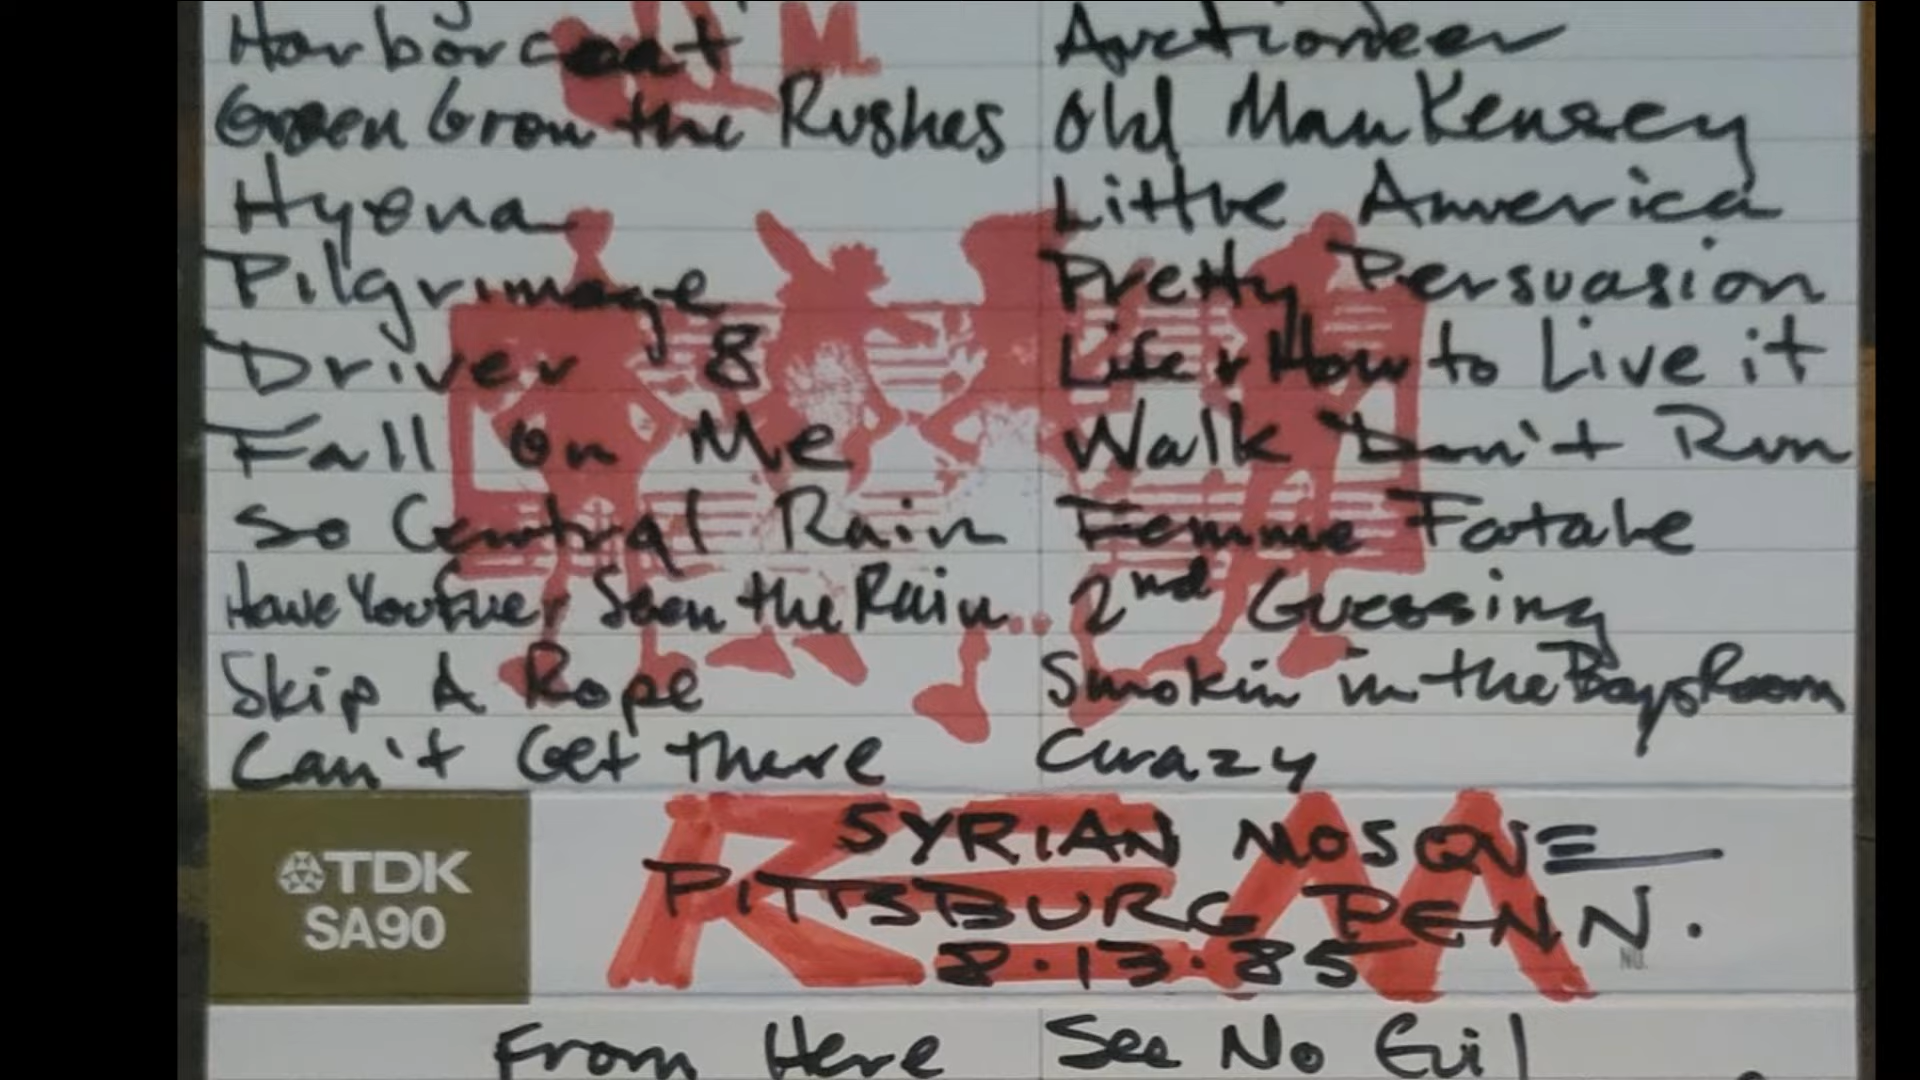 M.
Harborcoat
Green Grow the Rushes
Hyena
Pilgrimage
Driver 8
Fall on Me
So Central Rain
Have You Ever Seen the Rain
Skip A Rope
Can't Get There
From Here
Auctioneer
Old Man Kensey
Little America
Pretty Persuasion
Life + How to Live it
Walk Don't Run
Femme Fatale
2nd Guessing
Smokin in the Boys Room
Crazy
See No Evil
TDK
SA90
REM
SYRIAN MOSQUE
PITTSBURG PENN.
8.13.85
NO.